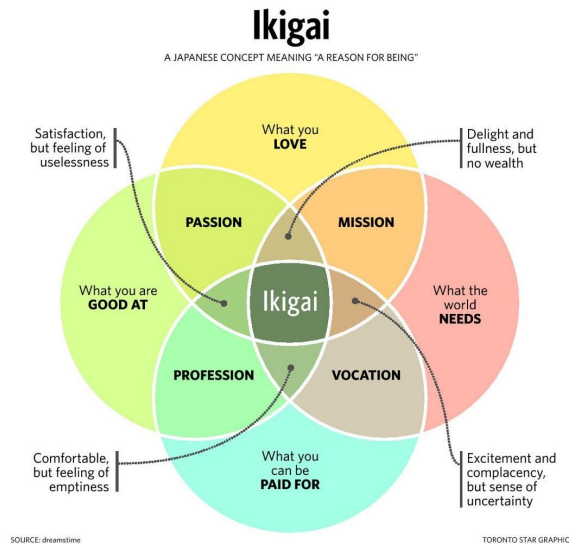 Ikigai
A JAPANESE CONCEPT MEANING “A REASON FOR BEING”
Satisfaction,
but feeling of
uselessness
What you
LOVE
Delight and
fullness, but
no wealth
PASSION
MISSION
What you are
GOOD AT
Ikigai
What the
world
NEEDS
PROFESSION
VOCATION
Comfortable,
but feeling of
emptiness
What you
can be
PAID FOR
Excitement and
complacency,
but sense of
uncertainty
SOURCE: dreamstime
TORONTO STAR GRAPHIC